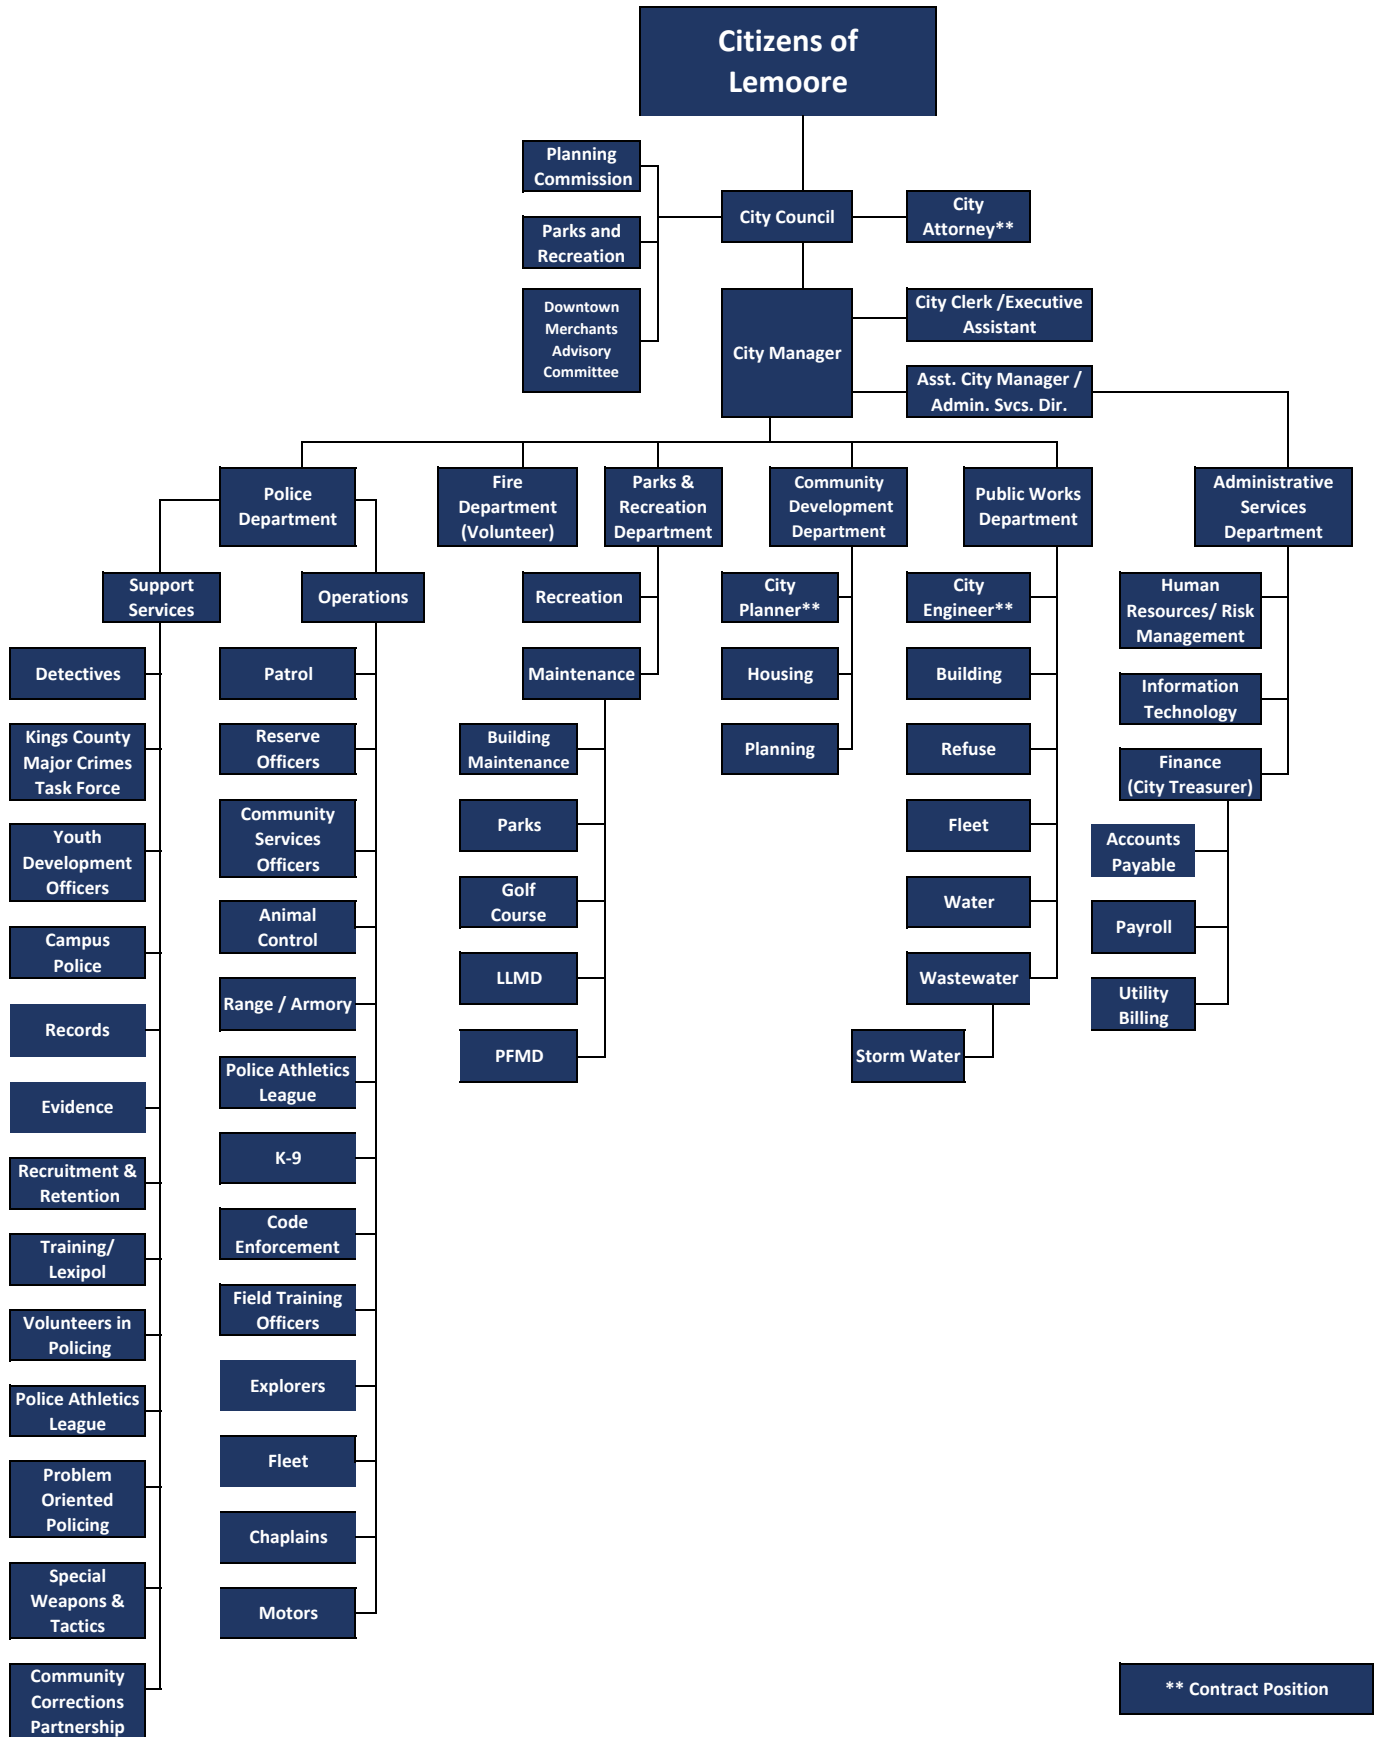 Citizens of
Lemoore
Planning
Commission
Parks and
Recreation
Downtown
Merchants
Advisory
Committee
City Council
City
Attorney**
City Manager
City Clerk /Executive
Assistant
Asst. City Manager /
Admin. Svcs. Dir.
Police
Department
Fire
Department
(Volunteer)
Parks &
Recreation
Department
Community
Development
Department
Public Works
Department
Administrative
Services
Department
Support
Services
Detectives
Kings County
Major Crimes
Task Force
Youth
Development
Officers
Campus
Police
Records
Evidence
Recruitment &
Retention
Training/
Lexipol
Volunteers in
Policing
Police Athletics
League
Problem
Oriented
Policing
Special
Weapons &
Tactics
Community
Corrections
Partnership
Operations
Patrol
Reserve
Officers
Community
Services
Officers
Animal
Control
Range / Armory
Police Athletics
League
K-9
Code
Enforcement
Field Training
Officers
Explorers
Fleet
Chaplains
Motors
Recreation
Maintenance
Building
Maintenance
Parks
Golf
Course
LLMD
PFMD
City
Planner**
Housing
Planning
City
Engineer**
Building
Refuse
Fleet
Water
Wastewater
Storm Water
Human
Resources/ Risk
Management
Information
Technology
Finance
(City Treasurer)
Accounts
Payable
Payroll
Utility
Billing
** Contract Position